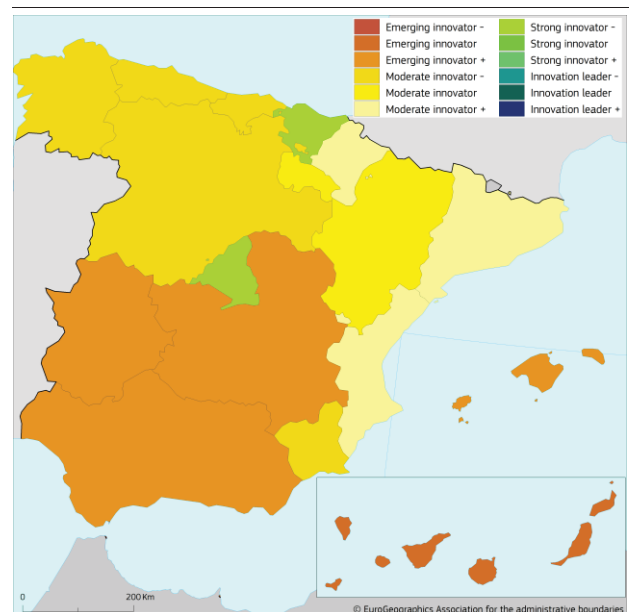 Emerging innovator -
Emerging innovator
Emerging innovator +
Moderate innovator -
Moderate innovator
Moderate innovator +
Strong innovator -
Strong innovator
Strong innovator +
Innovation leader -
Innovation leader
Innovation leader +
0 200 Km
© EuroGeographics Association for the administrative boundaries